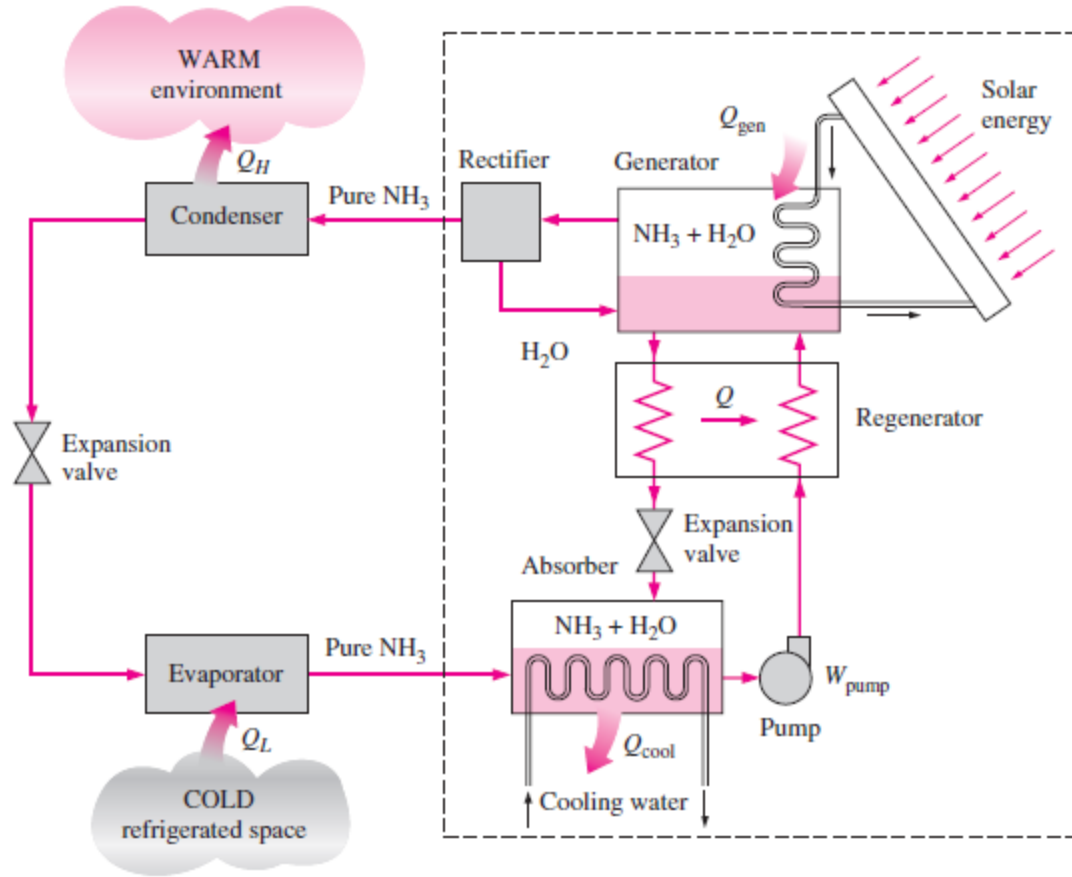 WARM
environment
Q_H
Condenser
Pure NH₃
Rectifier
Generator
Q_gen
Solar
energy
NH₃ + H₂O
H₂O
Q
Regenerator
Expansion
valve
Expansion
valve
Absorber
NH₃ + H₂O
Pure NH₃
Evaporator
W_pump
Pump
Q_L
Q_cool
Cooling water
COLD
refrigerated space